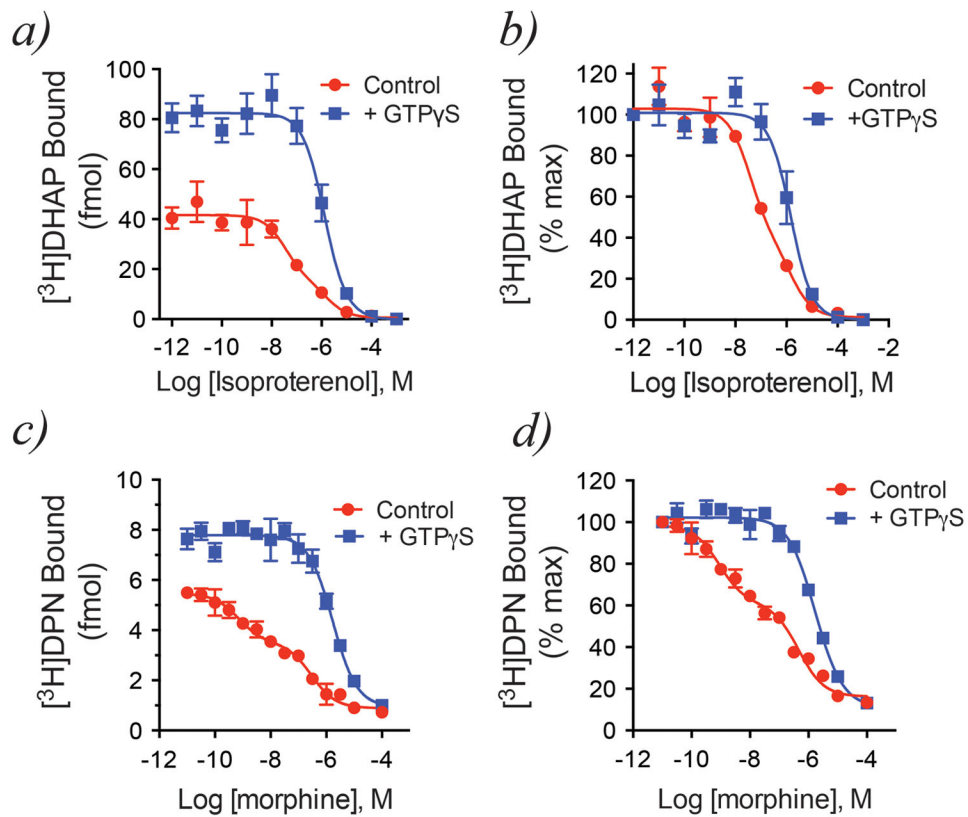 a)
[³H]DHAP Bound
(fmol)
100
80
60
40
20
0
Control
+ GTPγS
-12 -10 -8 -6 -4 -2
Log [Isoproterenol], M
b)
[³H]DHAP Bound
(% max)
120
100
80
60
40
20
0
Control
+GTPγS
-12 -10 -8 -6 -4 -2
Log [Isoproterenol], M
c)
[³H]DPN Bound
(fmol)
10
8
6
4
2
0
Control
+ GTPγS
-12 -10 -8 -6 -4
Log [morphine], M
d)
[³H]DPN Bound
(% max)
120
100
80
60
40
20
0
Control
+ GTPγS
-12 -10 -8 -6 -4
Log [morphine], M